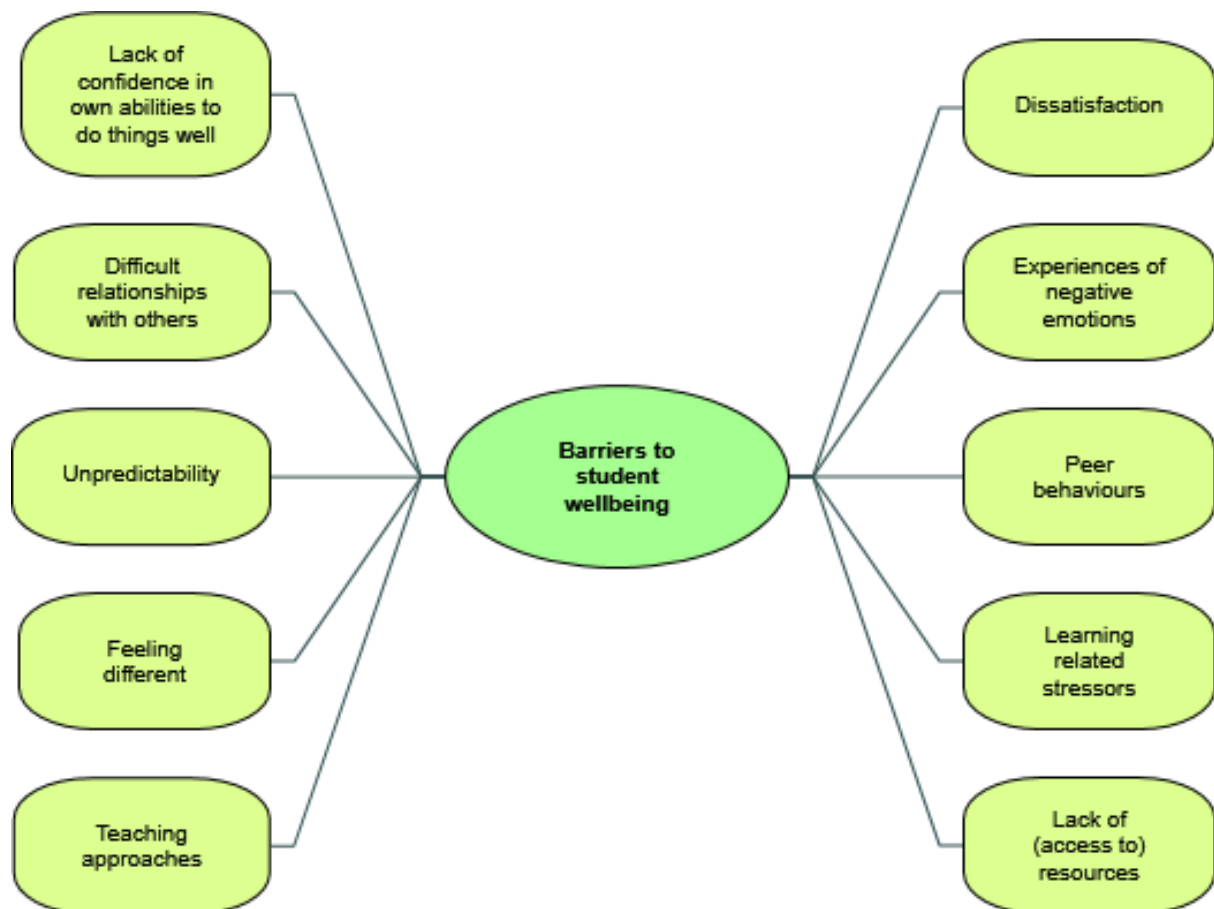 Lack of
confidence in
own abilities to
do things well
Difficult
relationships
with others
Unpredictability
Feeling
different
Teaching
approaches
Barriers to
student
wellbeing
Dissatisfaction
Experiences of
negative
emotions
Peer
behaviours
Learning
related
stressors
Lack of
(access to)
resources